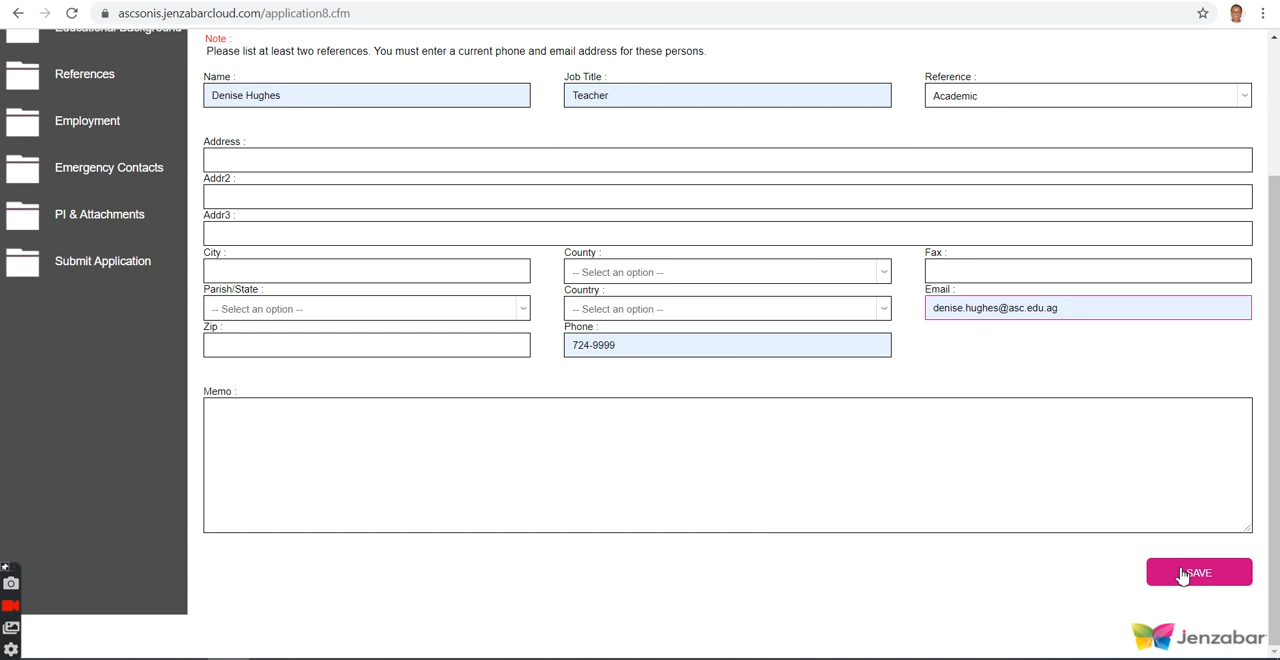 ascsonis.jenzabarcloud.com/application8.cfm
Educational Background
References
Employment
Emergency Contacts
PI & Attachments
Submit Application
Note :
Please list at least two references. You must enter a current phone and email address for these persons.
Name : Job Title : Reference :
Denise Hughes Teacher Academic
Address :
Addr2 :
Addr3 :
City : County : Fax :
-- Select an option --
Parish/State : Country : Email :
-- Select an option -- -- Select an option -- denise.hughes@asc.edu.ag
Zip : Phone :
724-9999
Memo :
SAVE
Jenzabar